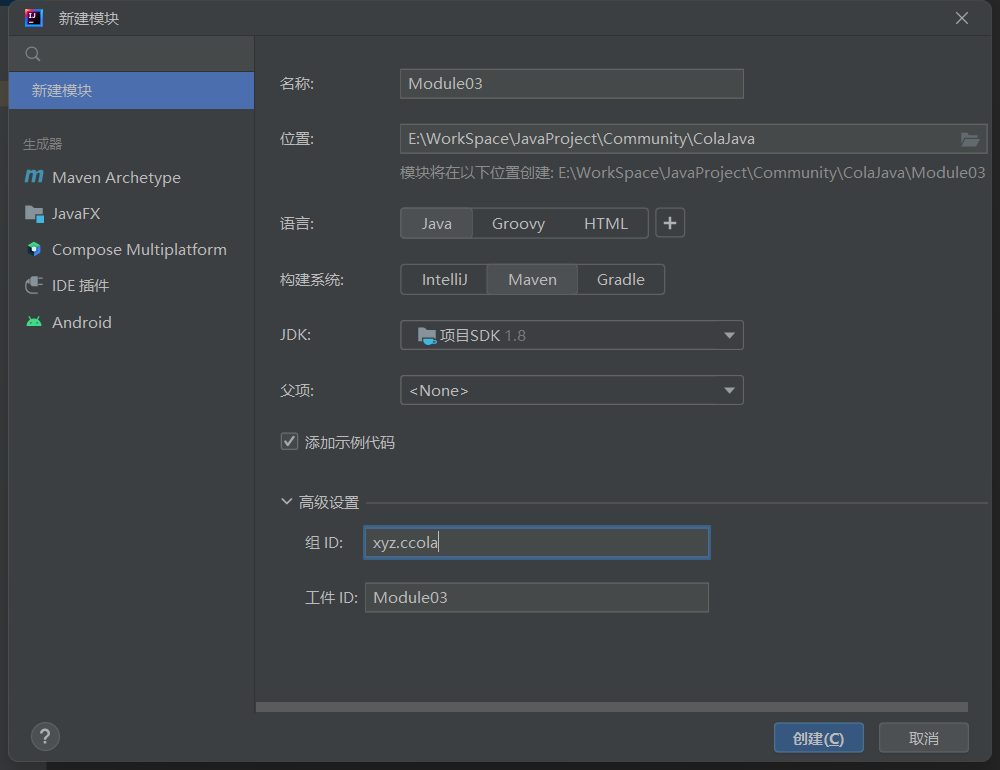 新建模块
新建模块
生成器
Maven Archetype
JavaFX
Compose Multiplatform
IDE 插件
Android
名称: Module03
位置: E:\WorkSpace\JavaProject\Community\ColaJava
模块将在以下位置创建: E:\WorkSpace\JavaProject\Community\ColaJava\Module03
语言: Java Groovy HTML +
构建系统: IntelliJ Maven Gradle
JDK: 项目SDK 1.8
父项: <None>
添加示例代码
高级设置
组 ID: xyz.ccola
工件 ID: Module03
? 创建(C) 取消